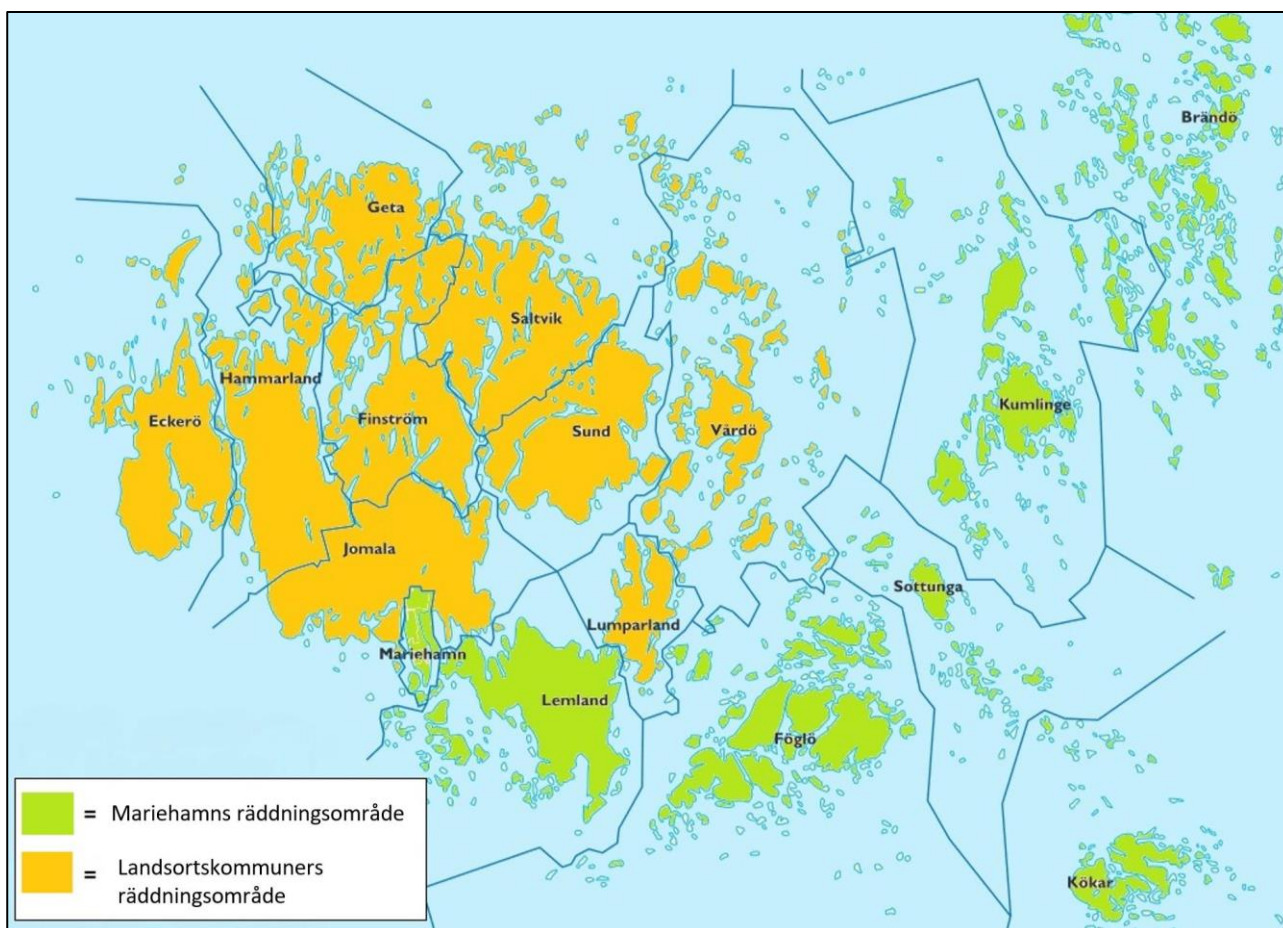 Brändö
Geta
Saltvik
Hammarland
Kumlinge
Eckerö
Finström
Sund
Vårdö
Jomala
Sottunga
Lumparland
Mariehamn
Lemland
Föglö
Kökar
= Mariehamns räddningsområde
= Landsortskommuners
räddningsområde